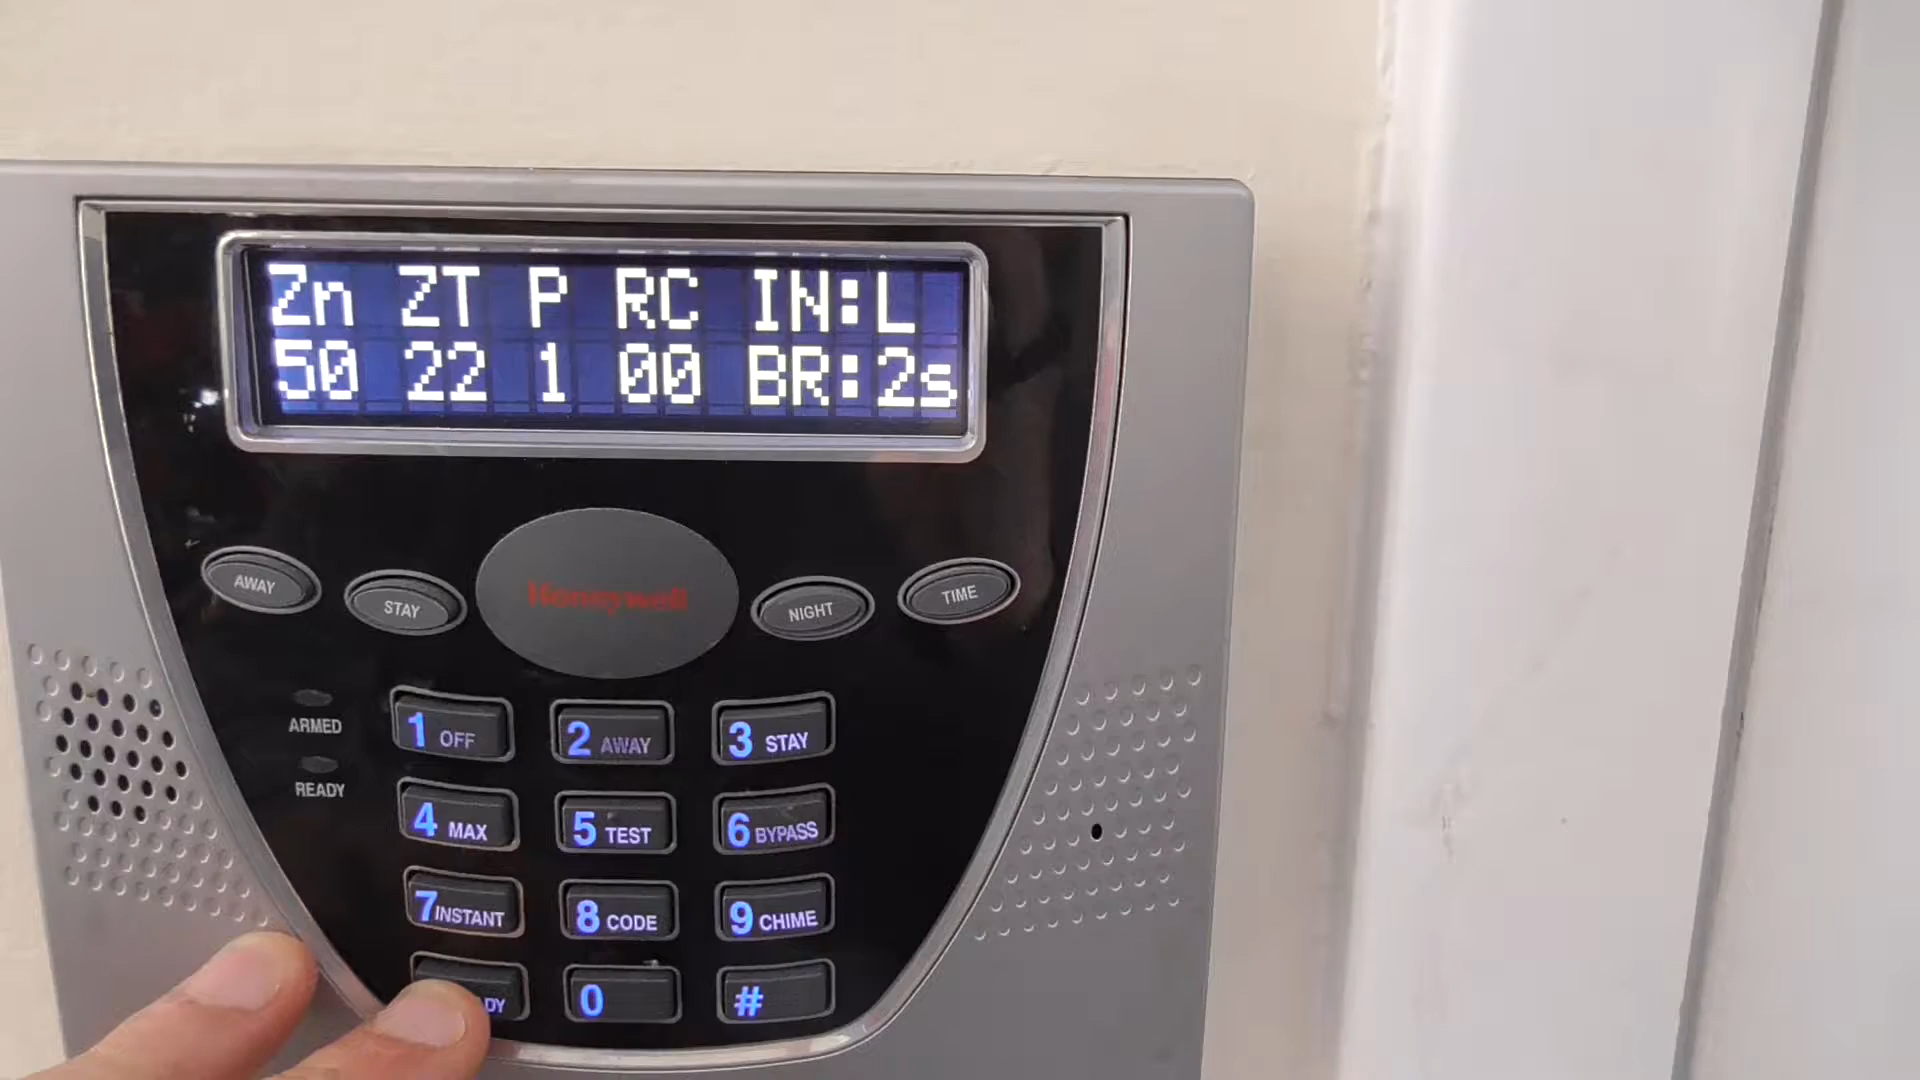 Zn ZT P RC IN:L
50 22 1 00 BR:2s
AWAY
STAY
Honeywell
NIGHT
TIME
ARMED
READY
1 OFF
2 AWAY
3 STAY
4 MAX
5 TEST
6 BYPASS
7 INSTANT
8 CODE
9 CHIME
DY
0
#